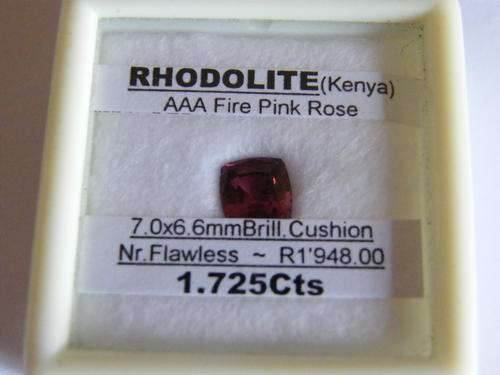 RHODOLITE(Kenya)
AAA Fire Pink Rose
7.0x6.6mmBrill.Cushion
Nr.Flawless ~ R1'948.00
1.725Cts